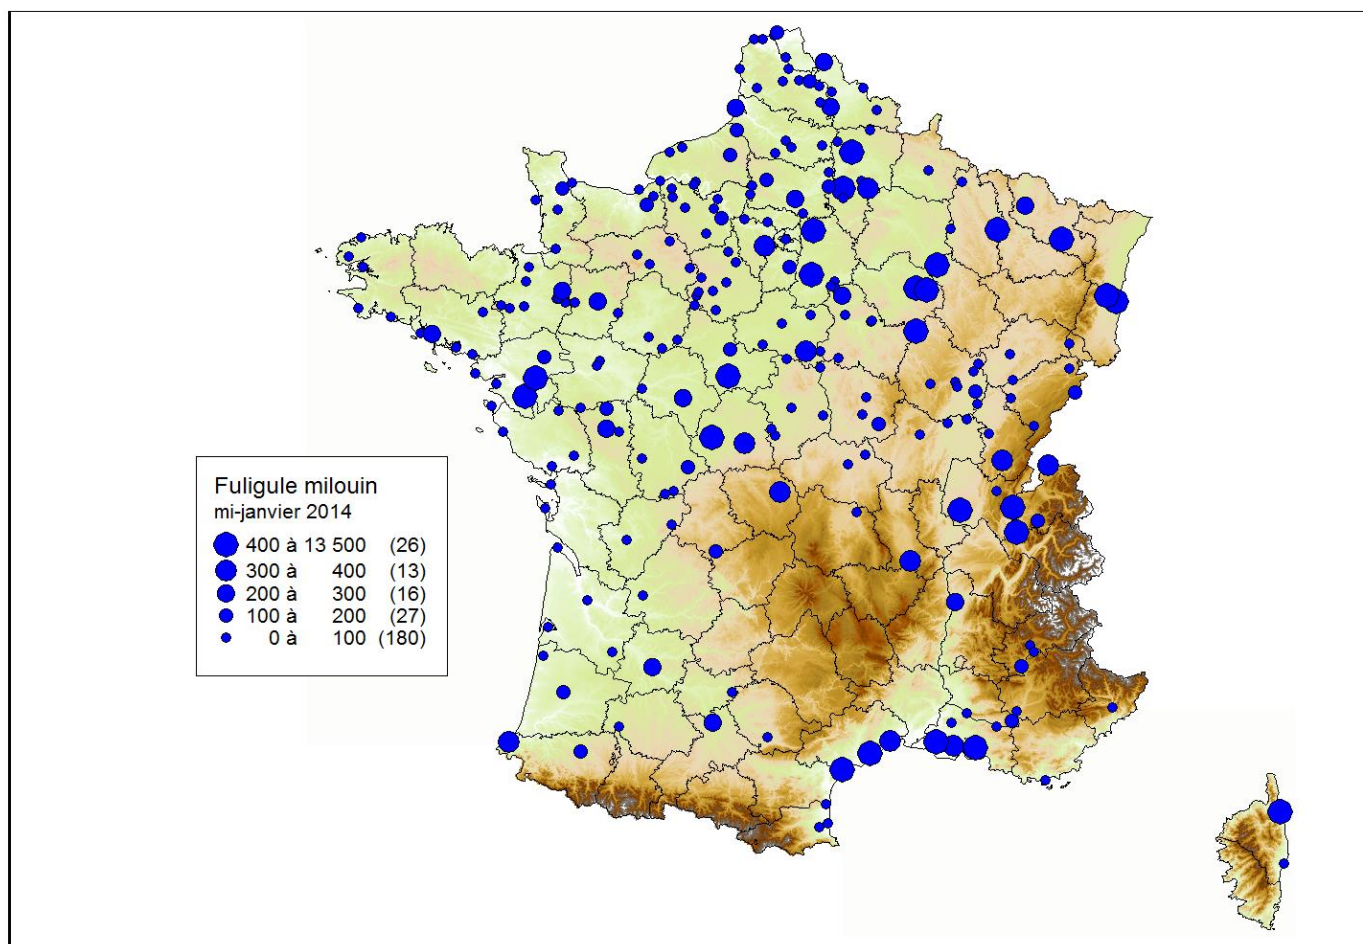 Fuligule milouin
mi-janvier 2014
400 à 13 500 (26)
300 à 400 (13)
200 à 300 (16)
100 à 200 (27)
0 à 100 (180)